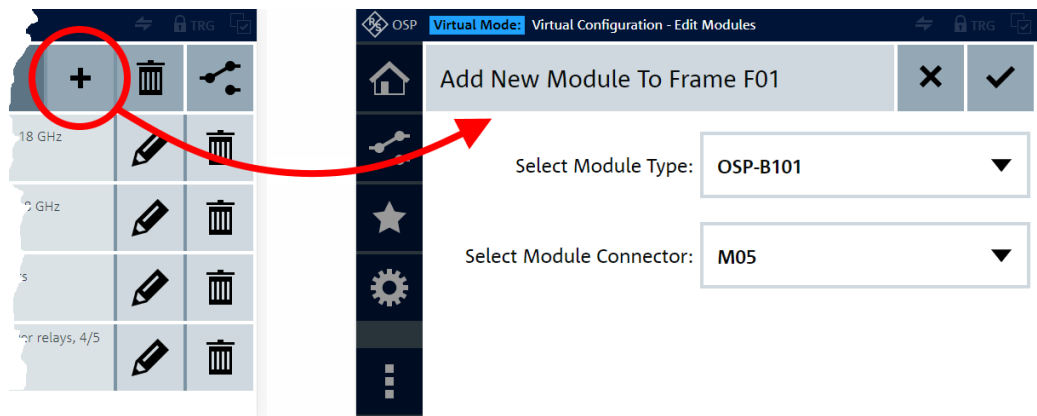 TRG
18 GHz
GHz
relays, 4/5
R&S OSP Virtual Mode: Virtual Configuration - Edit Modules TRG
Add New Module To Frame F01
Select Module Type: OSP-B101
Select Module Connector: M05